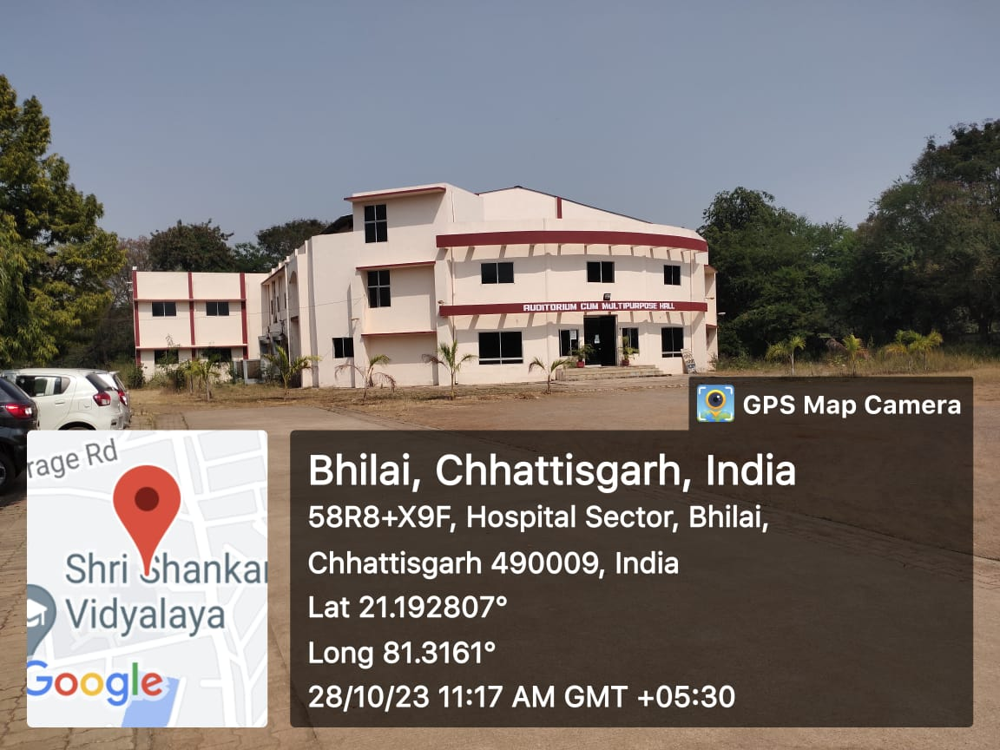 AUDITORIUM CUM MULTIPURPOSE HALL
GPS Map Camera
rage Rd
Shri Shankar
Vidyalaya
Google
Bhilai, Chhattisgarh, India
58R8+X9F, Hospital Sector, Bhilai,
Chhattisgarh 490009, India
Lat 21.192807°
Long 81.3161°
28/10/23 11:17 AM GMT +05:30